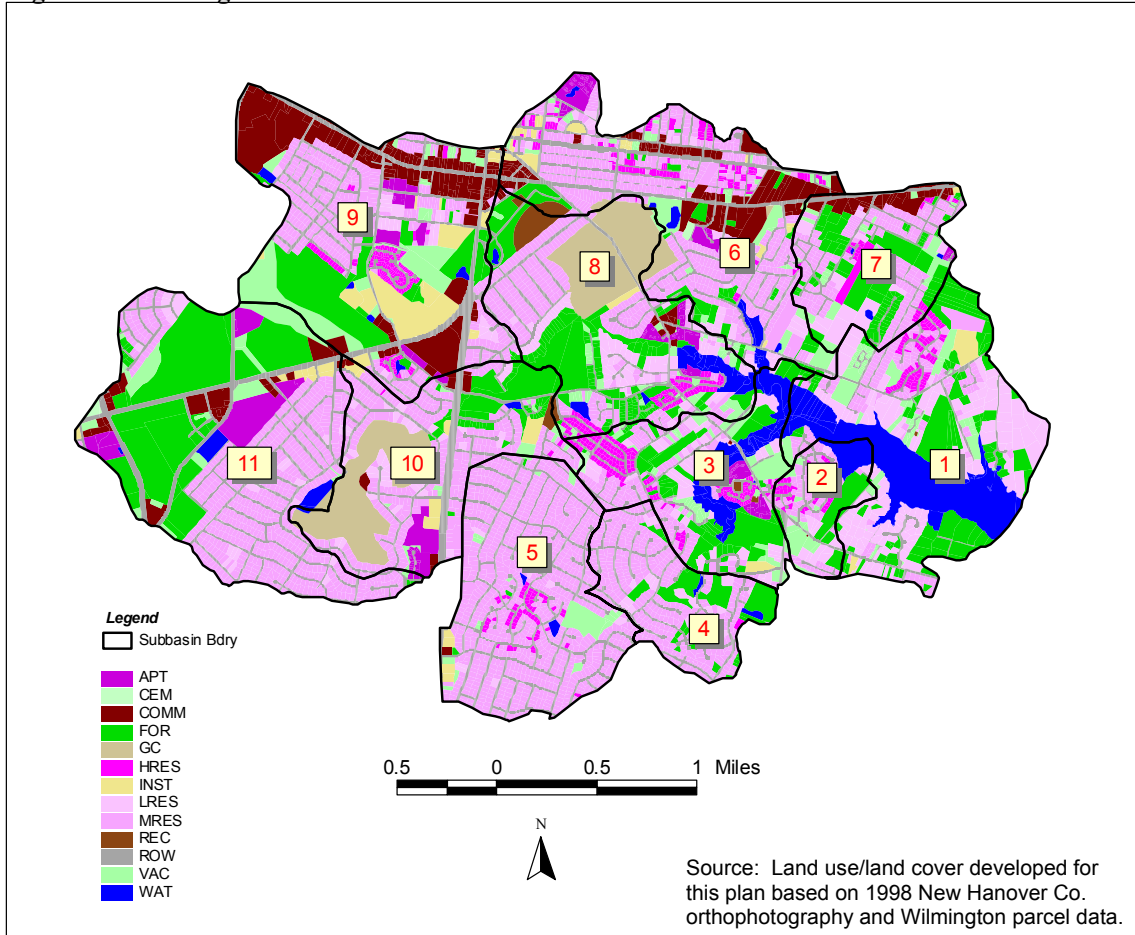 9
8
6
7
11
10
3
2
1
5
4
Legend
Subbasin Bdry
APT
CEM
COMM
FOR
GC
HRES
INST
LRES
MRES
REC
ROW
VAC
WAT
0.5 0 0.5 1 Miles
N
Source: Land use/land cover developed for
this plan based on 1998 New Hanover Co.
orthophotography and Wilmington parcel data.